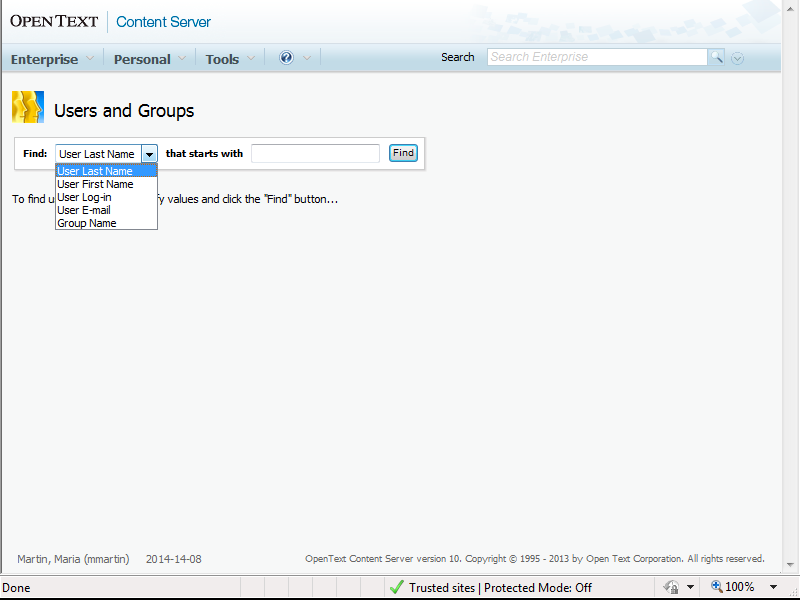 OPEN TEXT Content Server
Enterprise Personal Tools ? Search Search Enterprise
Users and Groups
Find: User Last Name that starts with Find
User Last Name
User First Name
To find u User Log-in fy values and click the "Find" button...
User E-mail
Group Name
Martin, Maria (mmartin) 2014-14-08 OpenText Content Server version 10. Copyright © 1995 - 2013 by Open Text Corporation. All rights reserved.
Done Trusted sites | Protected Mode: Off 100%